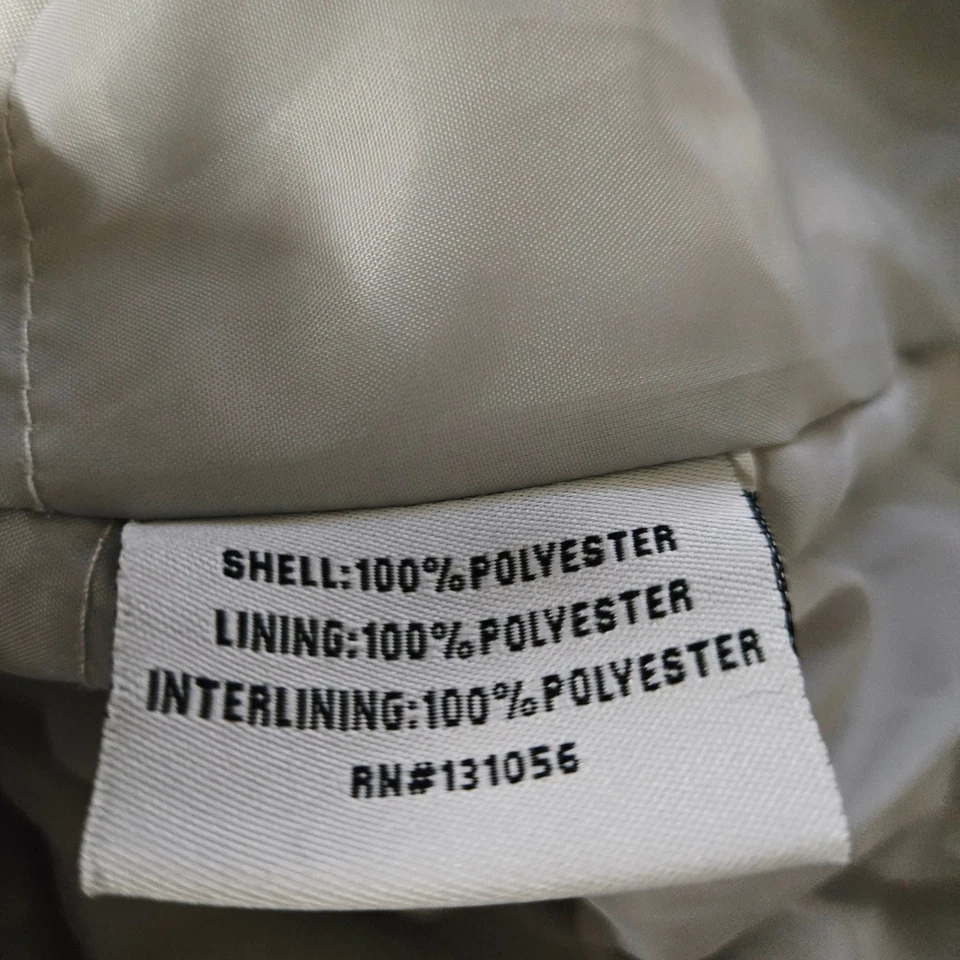 SHELL:100%POLYESTER
LINING:100%POLYESTER
INTERLINING:100%POLYESTER
RN#131056